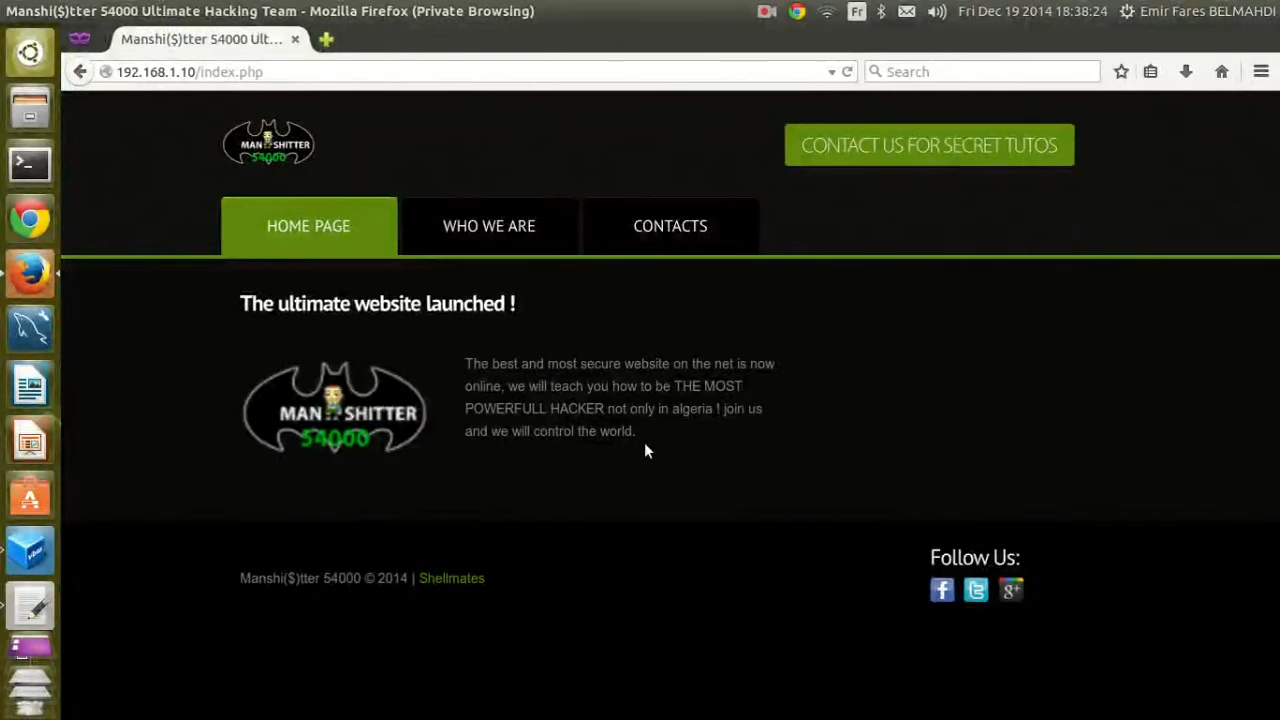 Manshi($)tter 54000 Ultimate Hacking Team - Mozilla Firefox (Private Browsing)
Fr
Fri Dec 19 2014 18:38:24
Emir Fares BELMAHDI
Manshi($)tter 54000 Ult...
192.168.1.10/index.php
Search
MAN SHITTER
54000
CONTACT US FOR SECRET TUTOS
HOME PAGE
WHO WE ARE
CONTACTS
The ultimate website launched !
MAN SHITTER
54000
The best and most secure website on the net is now
online, we will teach you how to be THE MOST
POWERFULL HACKER not only in algeria ! join us
and we will control the world.
Follow Us:
Manshi($)tter 54000 © 2014 | Shellmates